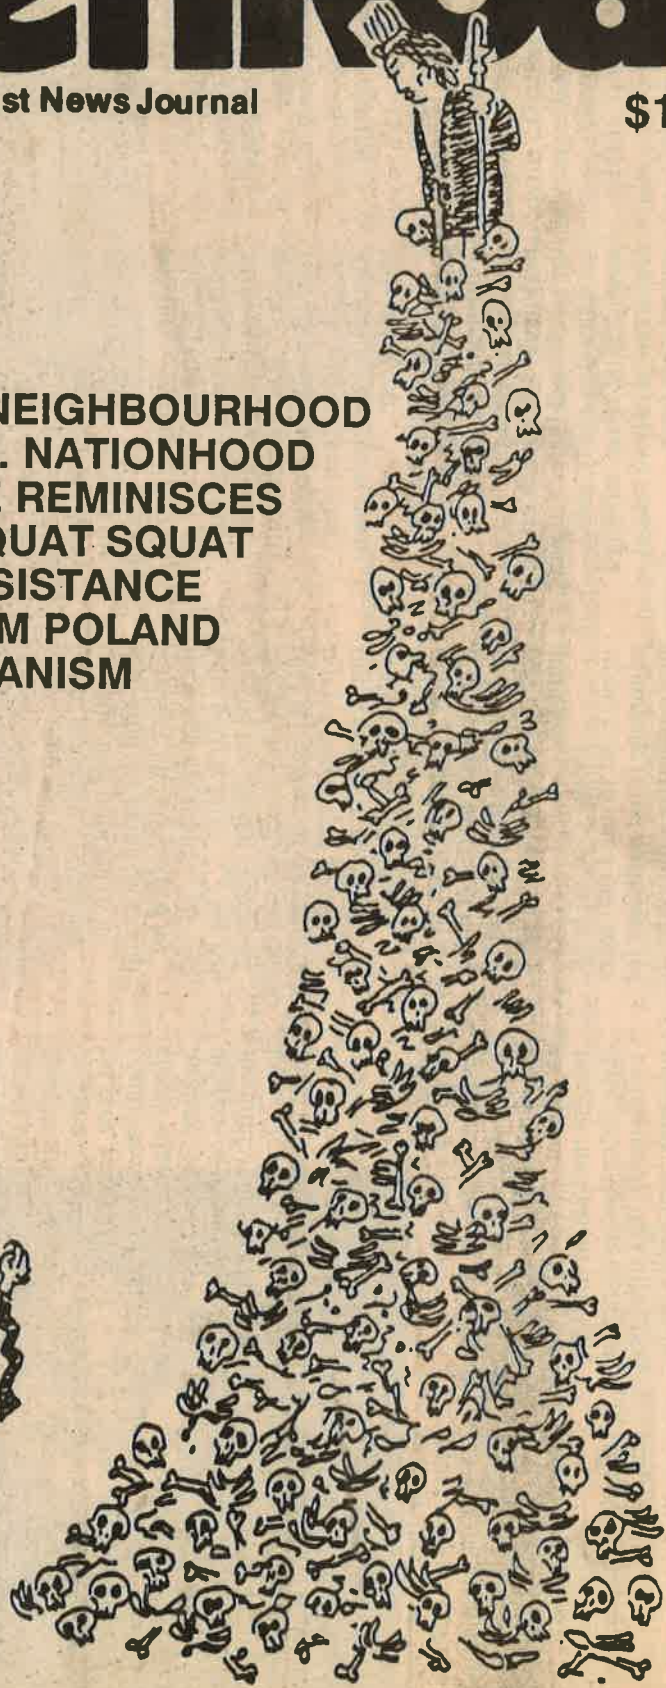 st News Journal
$1
NEIGHBOURHOOD
. NATIONHOOD
REMINISCES
QUAT SQUAT
SISTANCE
M POLAND
ANISM